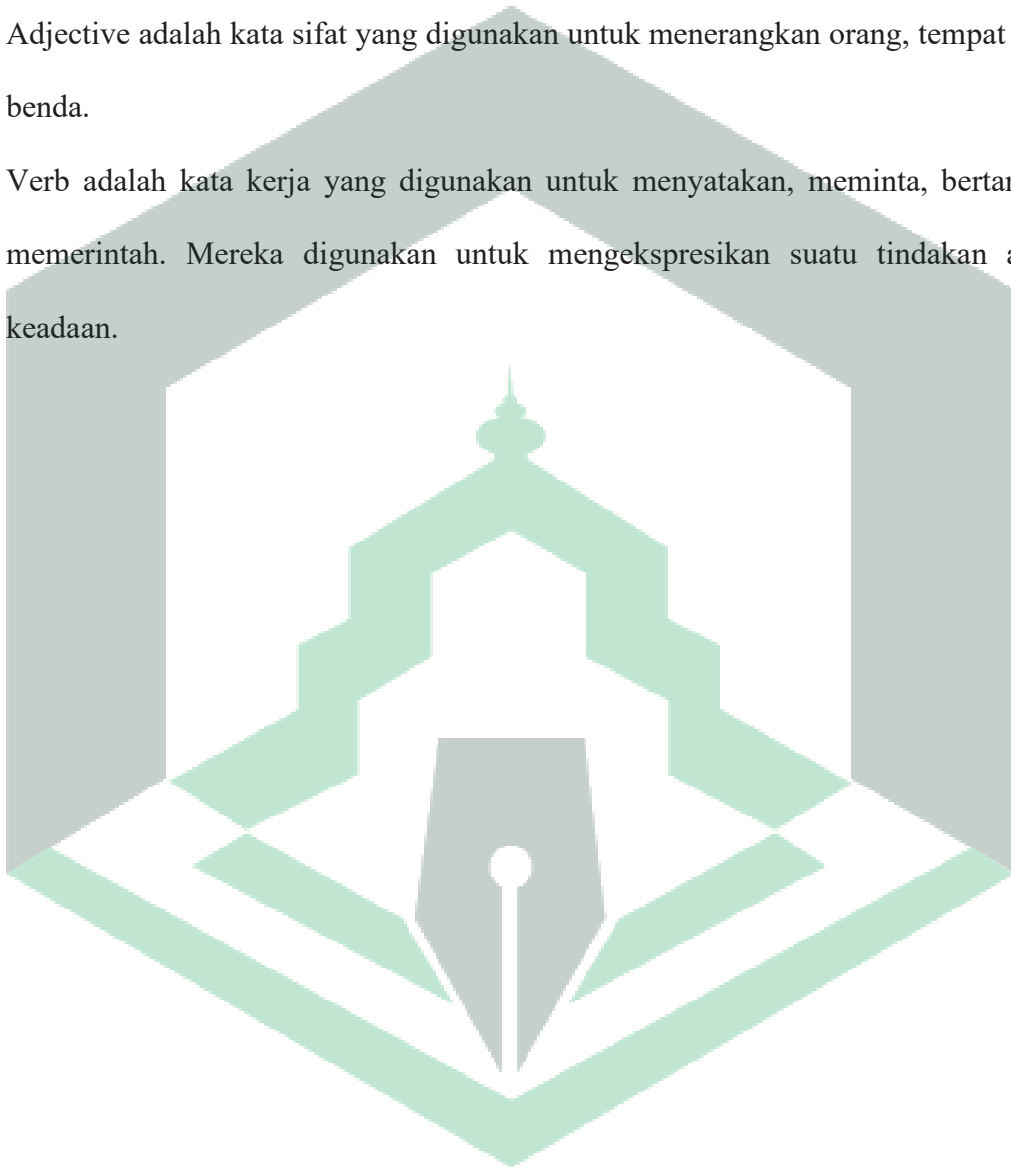 Adjective adalah kata sifat yang digunakan untuk menerangkan orang, tempat
benda.
Verb adalah kata kerja yang digunakan untuk menyatakan, meminta,
memerintah. Mereka digunakan untuk mengekspresikan suatu tindakan
keadaan.